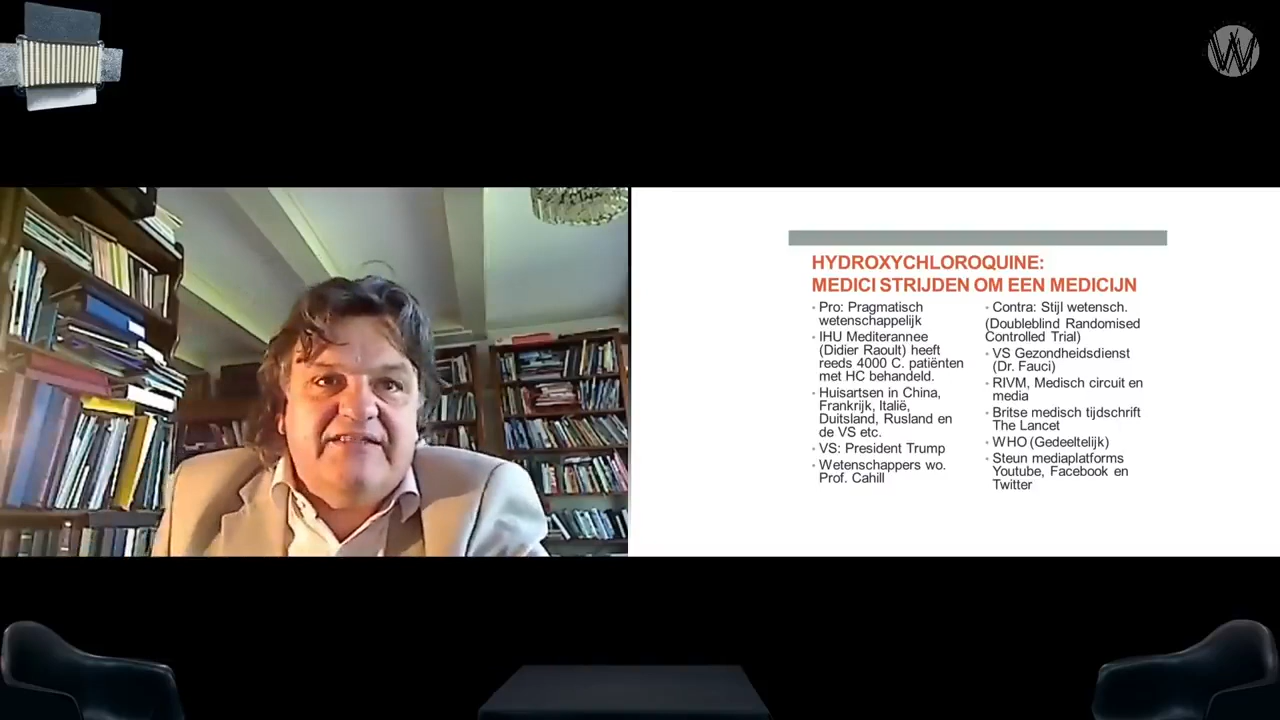 W
HYDROXYCHLOROQUINE:
MEDICI STRIJDEN OM EEN MEDICIJN
• Pro: Pragmatisch
wetenschappelijk
• IHU Mediterannee
(Didier Raoult) heeft
reeds 4000 C. patiënten
met HC behandeld.
• Huisartsen in China,
Frankrijk, Italië,
Duitsland, Rusland en
de VS etc.
• VS: President Trump
• Wetenschappers wo.
Prof. Cahill
• Contra: Stijl wetensch.
(Doubleblind Randomised
Controlled Trial)
• VS Gezondheidsdienst
(Dr. Fauci)
• RIVM, Medisch circuit en
media
• Britse medisch tijdschrift
The Lancet
• WHO (Gedeeltelijk)
• Steun mediaplatforms
Youtube, Facebook en
Twitter